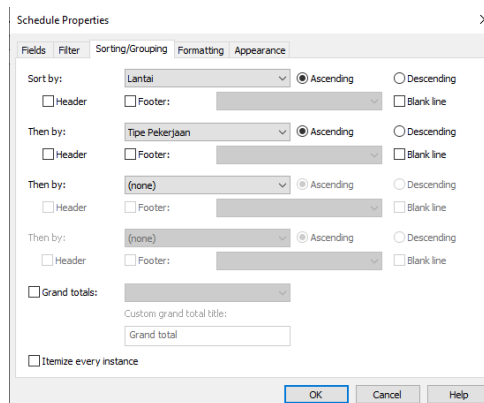 Schedule Properties
Fields Filter Sorting/Grouping Formatting Appearance
Sort by: Lantai Ascending Descending
Header Footer: Blank line
Then by: Tipe Pekerjaan Ascending Descending
Header Footer: Blank line
Then by: (none) Ascending Descending
Header Footer: Blank line
Then by: (none) Ascending Descending
Header Footer: Blank line
Grand totals:
Custom grand total title:
Grand total
Itemize every instance
OK Cancel Help